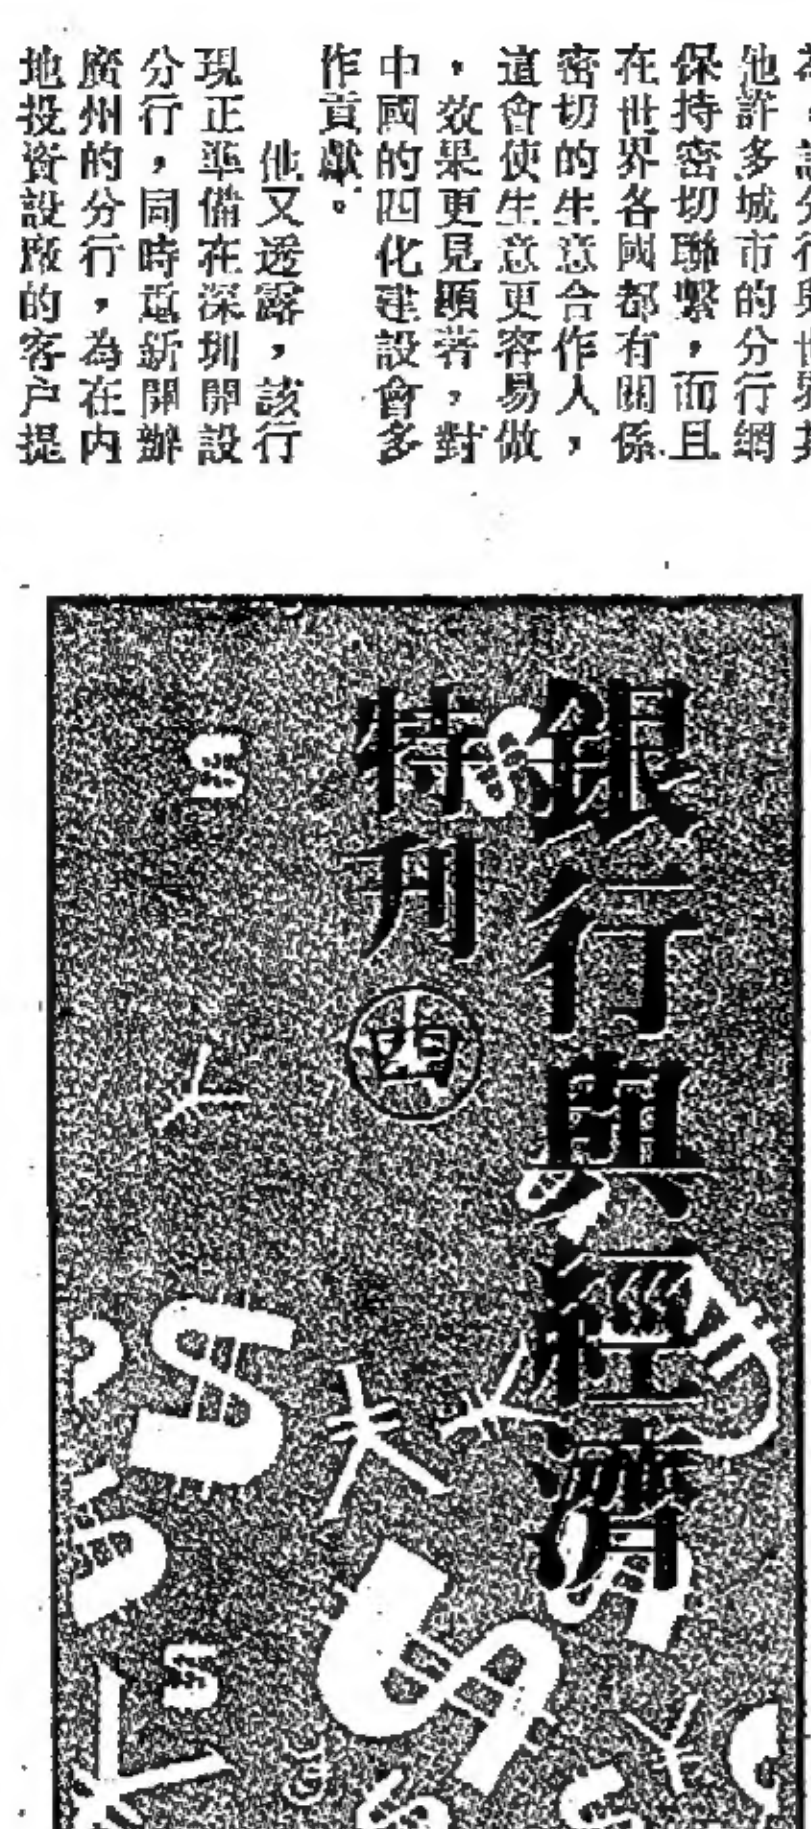 他許多城市的分行網
保持密切聯繫，而且
在世界各國都有關係
密切的生意合作人，
這會使生意更容易做
，效果更見顯著，對
中國的四化建設會多
作貢獻。
他又透露，該行
現正準備在深圳開設
分行，同時重新開辦
廣州的分行，為在內
地投資設廠的客户提
銀行與經濟
特刊
四